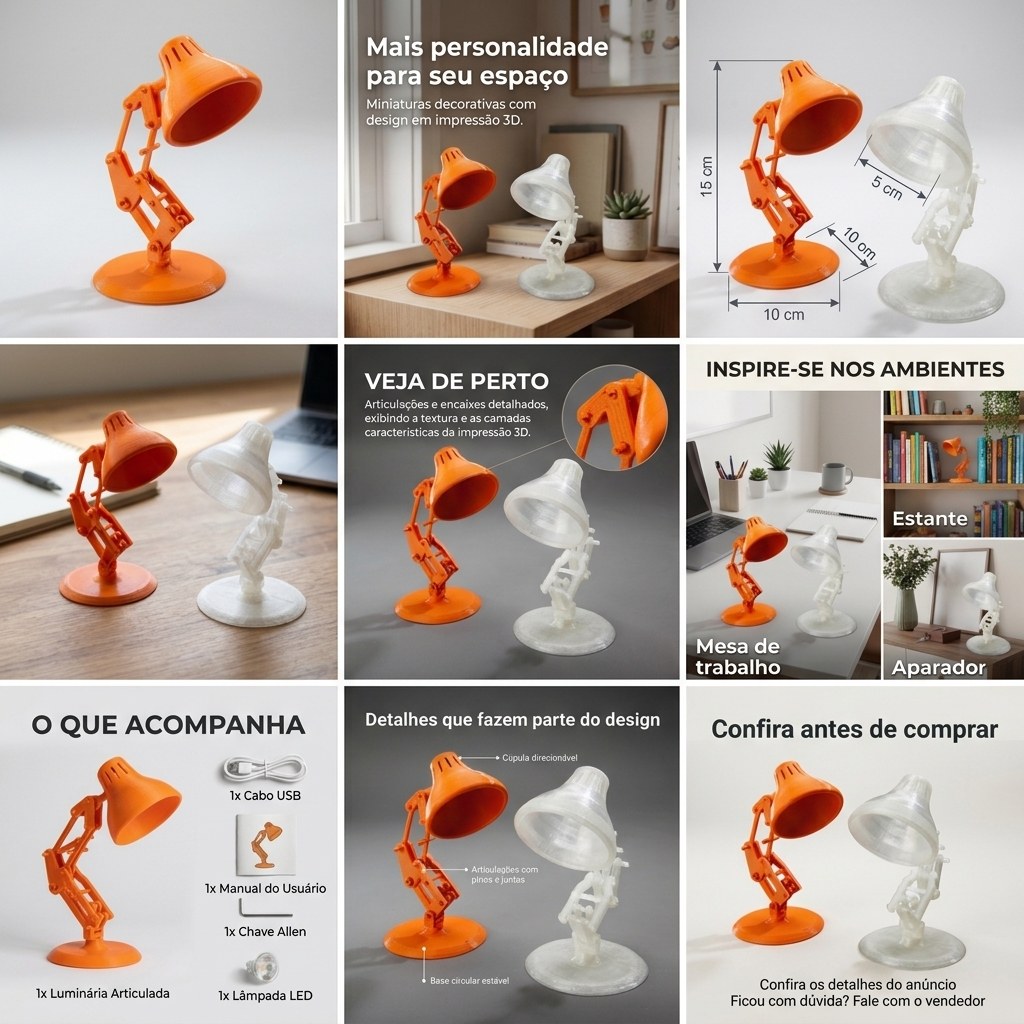 Mais personalidade
para seu espaço
Miniaturas decorativas com
design em impressão 3D.
15 cm
5 cm
10 cm
10 cm
VEJA DE PERTO
Articulsções e encaixes detalhados,
exibindo a textura e as camadas
caracteristicas da impressão 3D.
INSPIRE-SE NOS AMBIENTES
Mesa de
trabalho
Estante
Aparador
O QUE ACOMPANHA
1x Cabo USB
1x Manual do Usuário
1x Chave Allen
1x Luminária Articulada
1x Lâmpada LED
Detalhes que fazem parte do design
Cúpula direcionável
Articulações com
pinos e juntas
Base circular estável
Confira antes de comprar
Confira os detalhes do anúncio
Ficou com dúvida? Fale com o vendedor